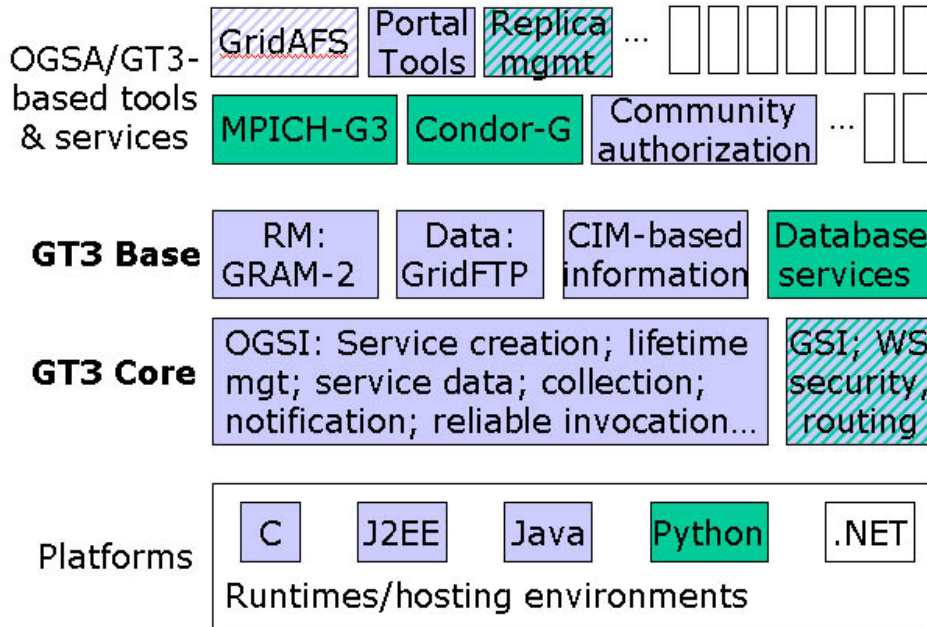 OGSA/GT3-
based tools
& services
GridAFS
Portal
Tools
Replica
mgmt
...
MPICH-G3
Condor-G
Community
authorization
...
GT3 Base
RM:
GRAM-2
Data:
GridFTP
CIM-based
information
Database
services
GT3 Core
OGSI: Service creation; lifetime
mgt; service data; collection;
notification; reliable invocation...
GSI; WS
security,
routing
Platforms
C
J2EE
Java
Python
.NET
Runtimes/hosting environments